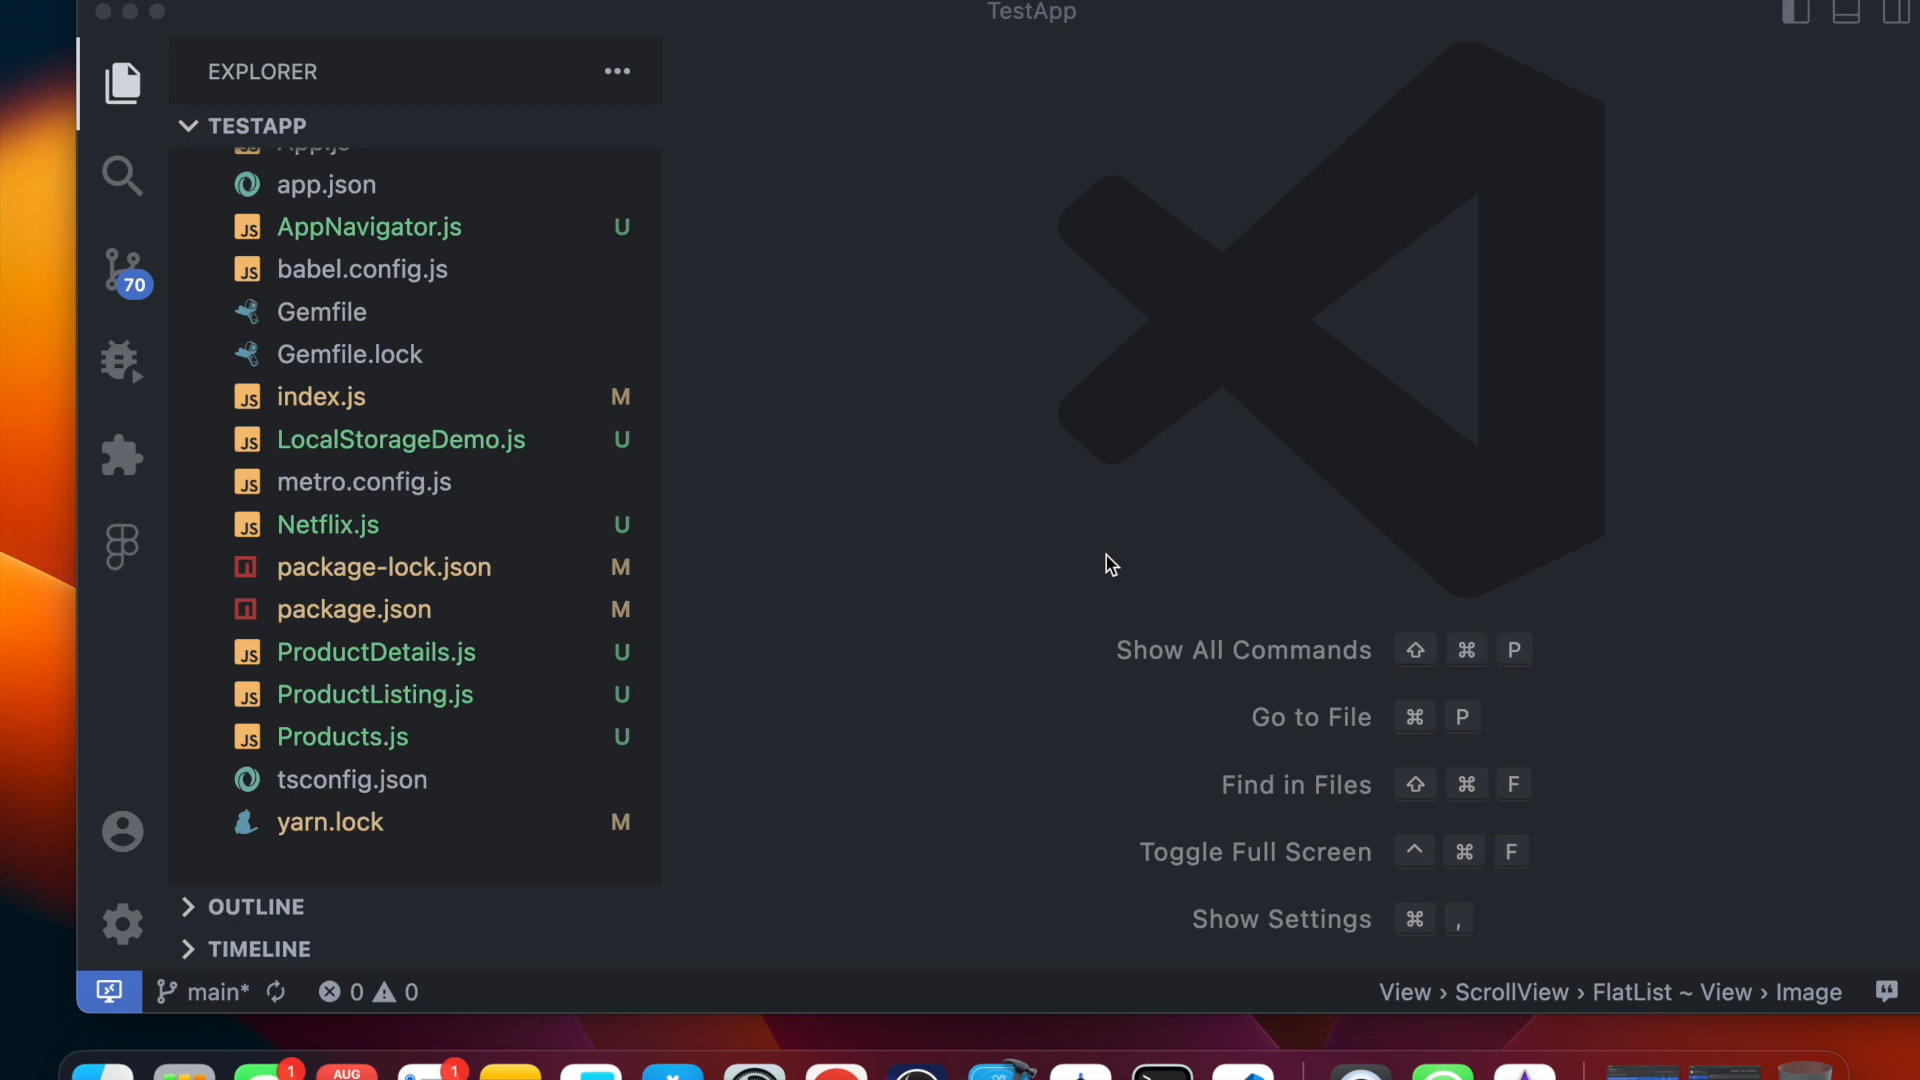 TestApp
EXPLORER
TESTAPP
App.js
app.json
AppNavigator.js U
babel.config.js
Gemfile
Gemfile.lock
index.js M
LocalStorageDemo.js U
metro.config.js
Netflix.js U
package-lock.json M
package.json M
ProductDetails.js U
ProductListing.js U
Products.js U
tsconfig.json
yarn.lock M
70
OUTLINE
TIMELINE
Show All Commands ⇧ ⌘ P
Go to File ⌘ P
Find in Files ⇧ ⌘ F
Toggle Full Screen ^ ⌘ F
Show Settings ⌘ ,
main* 0 0
View › ScrollView › FlatList ~ View › Image
1
AUG
1